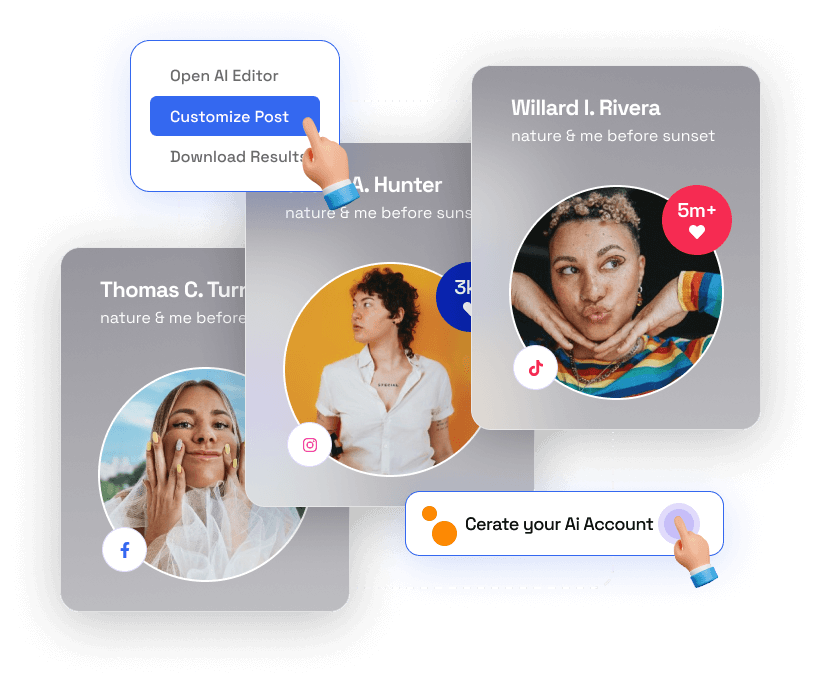 Open AI Editor
Customize Post
Download Results
Willard I. Rivera
nature & me before sunset
5m+
A. Hunter
nature & me before suns
3k
Thomas C. Turn
nature & me before
Cerate your Ai Account